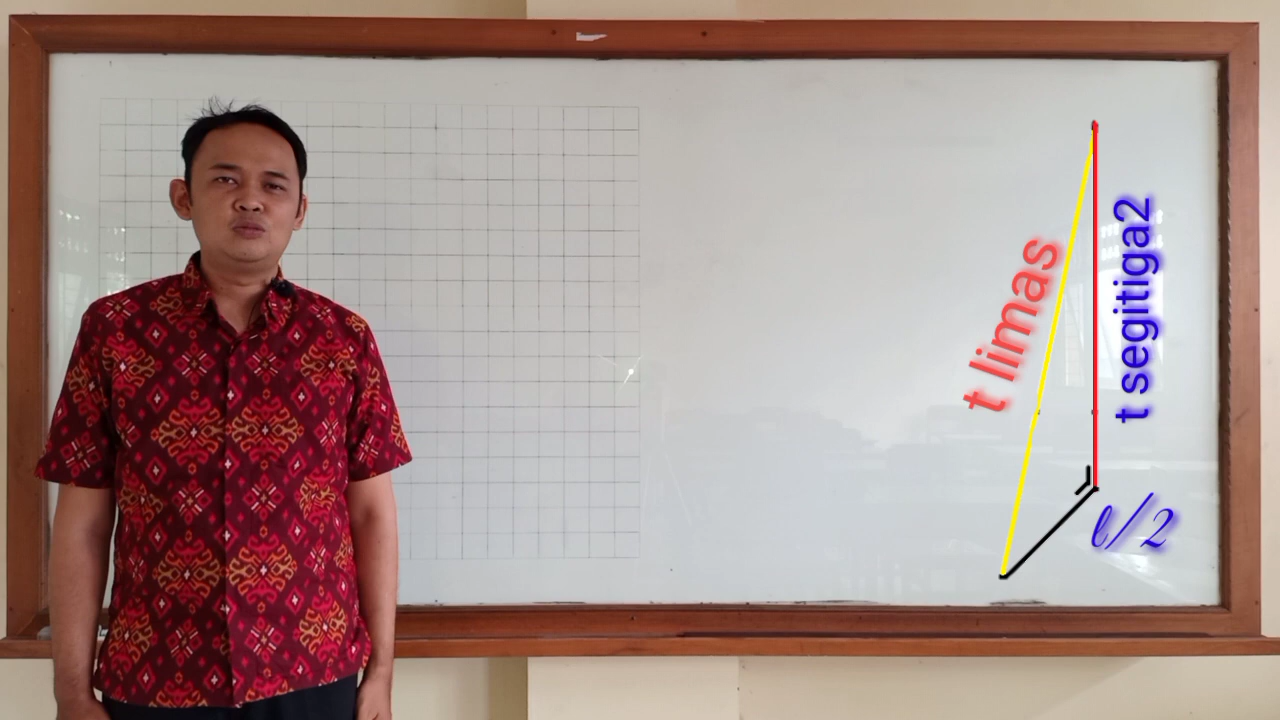 t limas
t segitiga2
ℓ/2